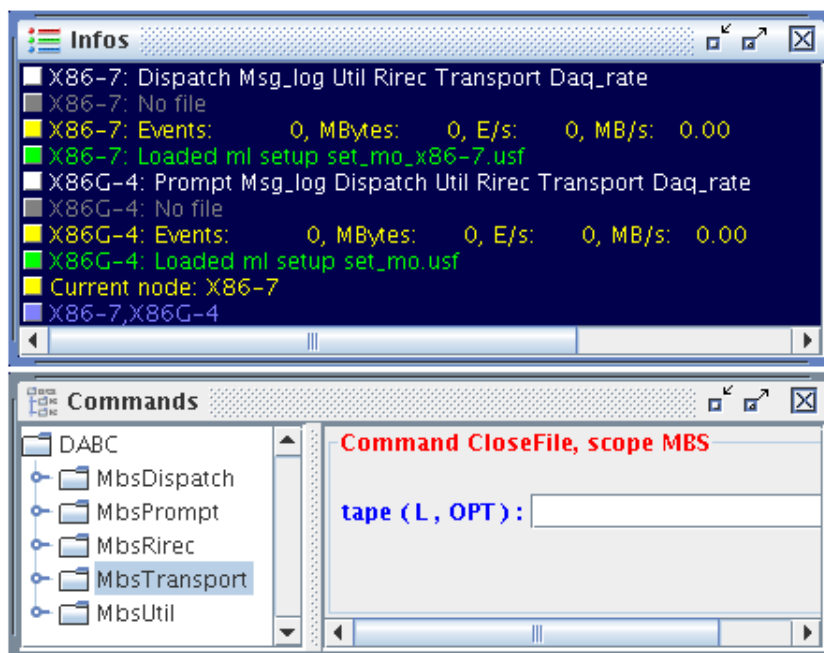 Infos
X86-7: Dispatch Msg_log Util Rirec Transport Daq_rate
X86-7: No file
X86-7: Events: 0, MBytes: 0, E/s: 0, MB/s: 0.00
X86-7: Loaded ml setup set_mo_x86-7.usf
X86G-4: Prompt Msg_log Dispatch Util Rirec Transport Daq_rate
X86G-4: No file
X86G-4: Events: 0, MBytes: 0, E/s: 0, MB/s: 0.00
X86G-4: Loaded ml setup set_mo.usf
Current node: X86-7
X86-7,X86G-4
Commands
DABC
MbsDispatch
MbsPrompt
MbsRirec
MbsTransport
MbsUtil
Command CloseFile, scope MBS
tape (L, OPT) :